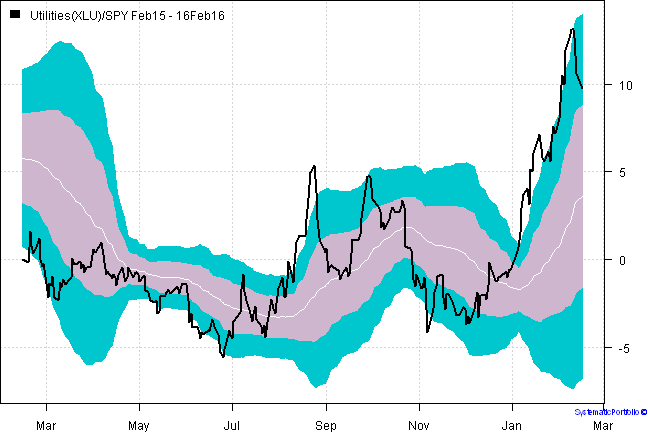 Utilities(XLU)/SPY Feb15 - 16Feb16
10
5
0
-5
Mar May Jul Sep Nov Jan Mar
SystematicPortfolio ©